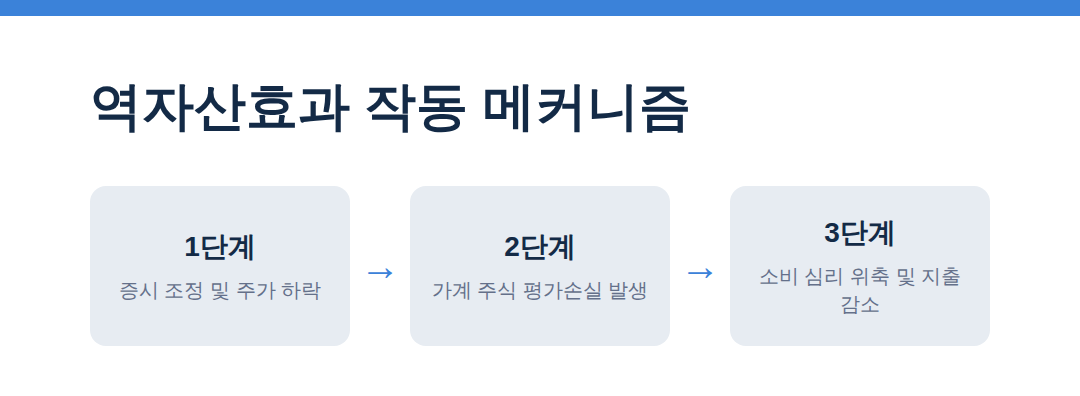 역자산효과 작동 메커니즘
1단계
증시 조정 및 주가 하락
→
2단계
가계 주식 평가손실 발생
→
3단계
소비 심리 위축 및 지출
감소